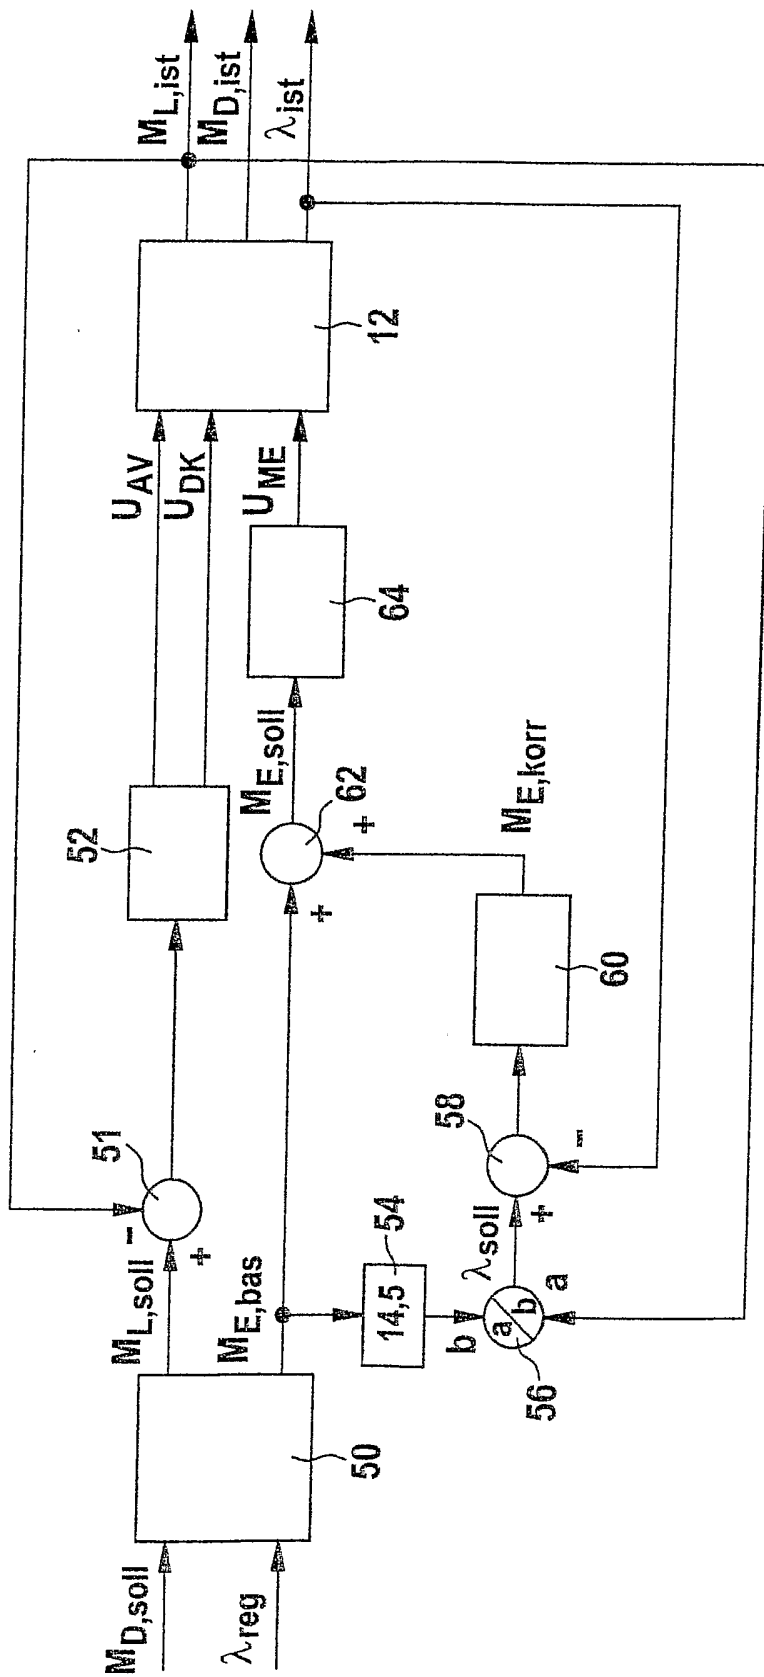 M_D,soll
λ_reg
50
M_L,soll
M_E,bas
51
+
-
54
14,5
b
a
b
56
a
λ_soll
58
+
-
52
60
M_E,korr
62
+
+
M_E,soll
64
U_AV
U_DK
U_ME
12
M_L,ist
M_D,ist
λ_ist